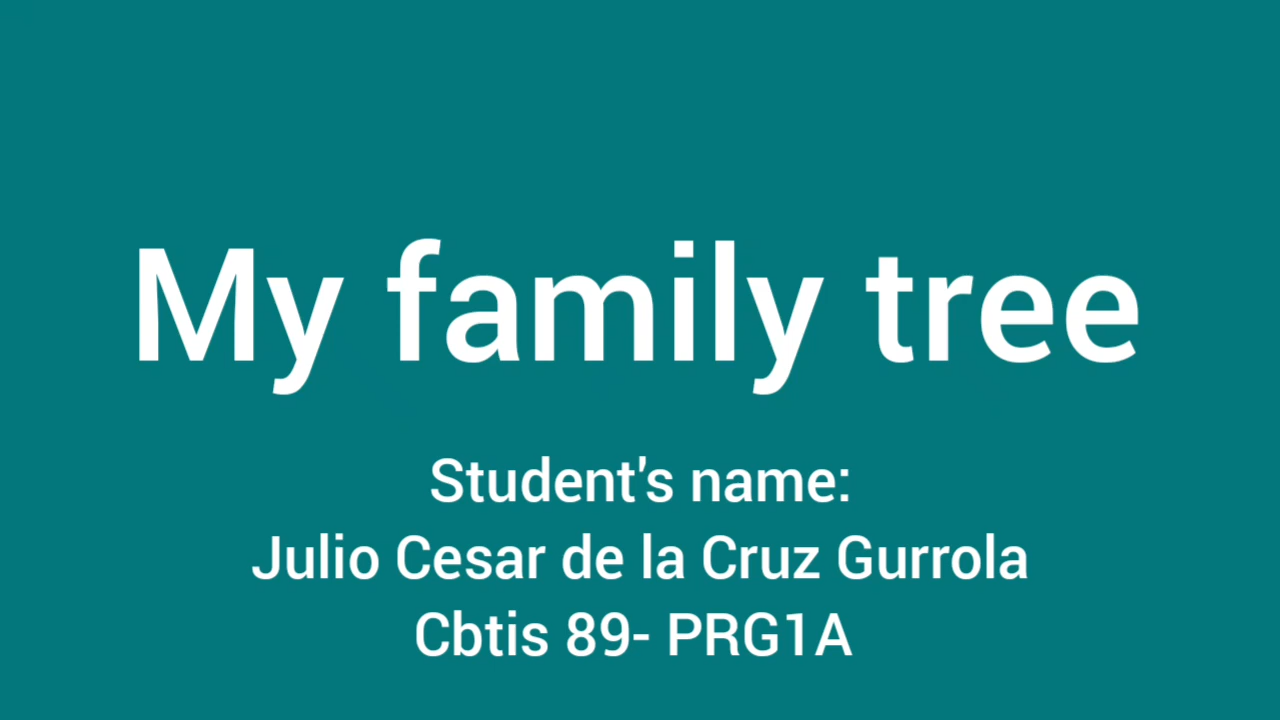 My family tree
Student's name:
Julio Cesar de la Cruz Gurrola
Cbtis 89- PRG1A